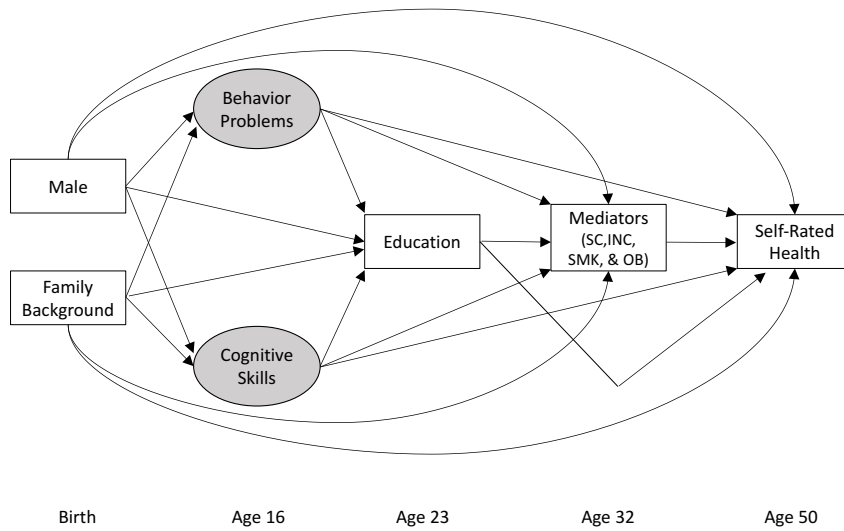 Behavior
Problems
Male
Education
Mediators
(SC,INC,
SMK, & OB)
Self-Rated
Health
Family
Background
Cognitive
Skills
Birth
Age 16
Age 23
Age 32
Age 50